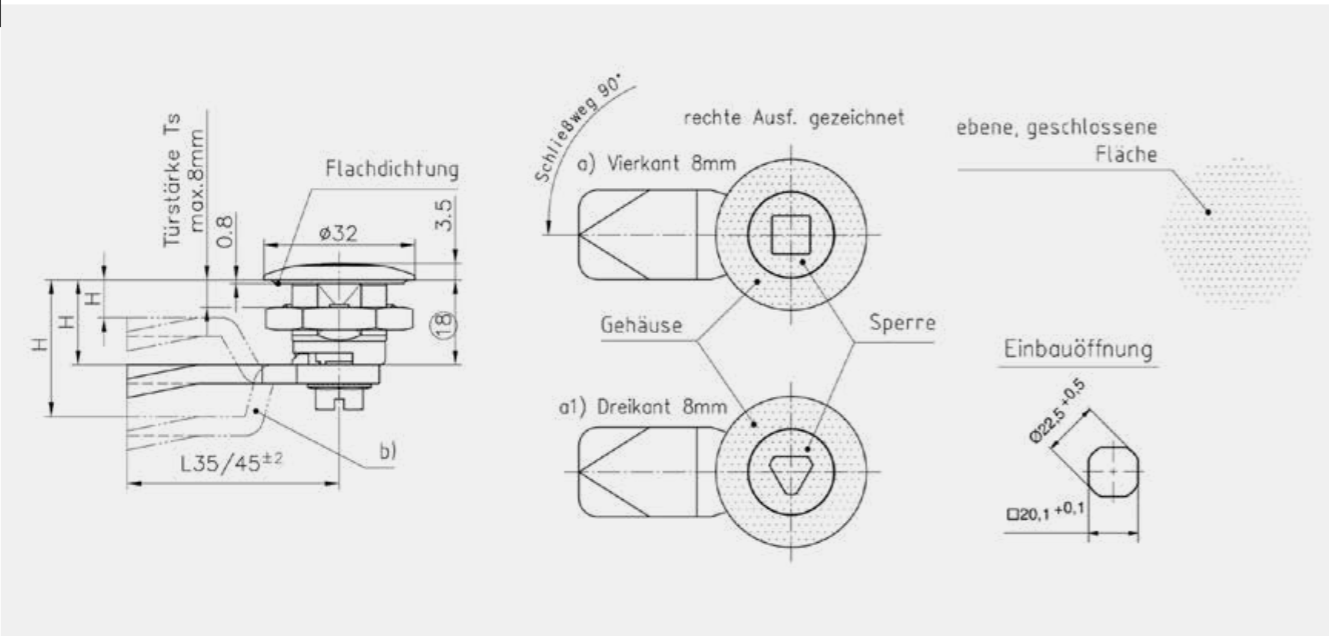 Türstärke Ts
max.8mm
0.8
Flachdichtung
3.5
ø32
H
H
H
18
b)
L35/45±2
Schließweg 90°
rechte Ausf. gezeichnet
a) Vierkant 8mm
Gehäuse
Sperre
a1) Dreikant 8mm
ebene, geschlossene
Fläche
Einbauöffnung
Ø22,5 +0,5
□20,1 +0,1